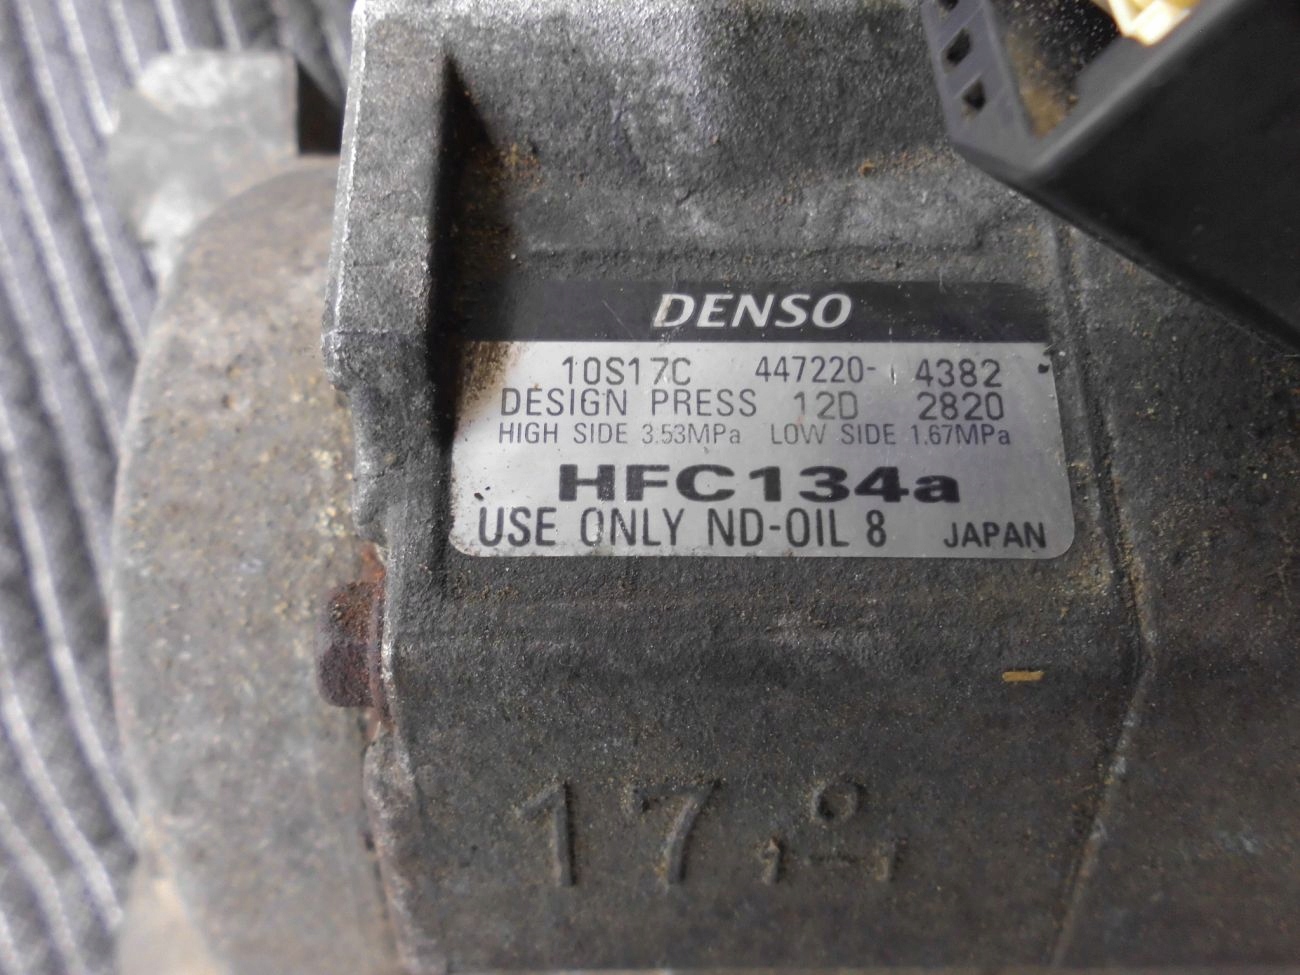 DENSO
10S17C 447220- 4382
DESIGN PRESS 12D 2820
HIGH SIDE 3.53MPa LOW SIDE 1.67MPa
HFC134a
USE ONLY ND-OIL 8 JAPAN
17